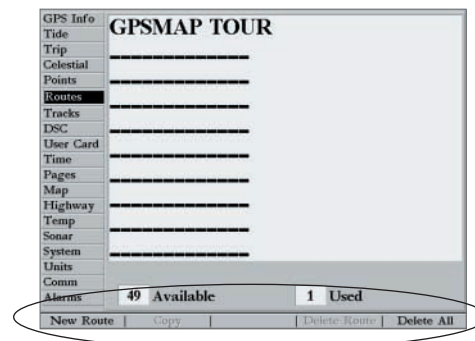 GPS Info
Tide
Trip
Celestial
Points
Routes
Tracks
DSC
User Card
Time
Pages
Map
Highway
Temp
Sonar
System
Units
Comm
Alarms
GPSMAP TOUR
49 Available 1 Used
New Route | Copy | | Delete Route | Delete All